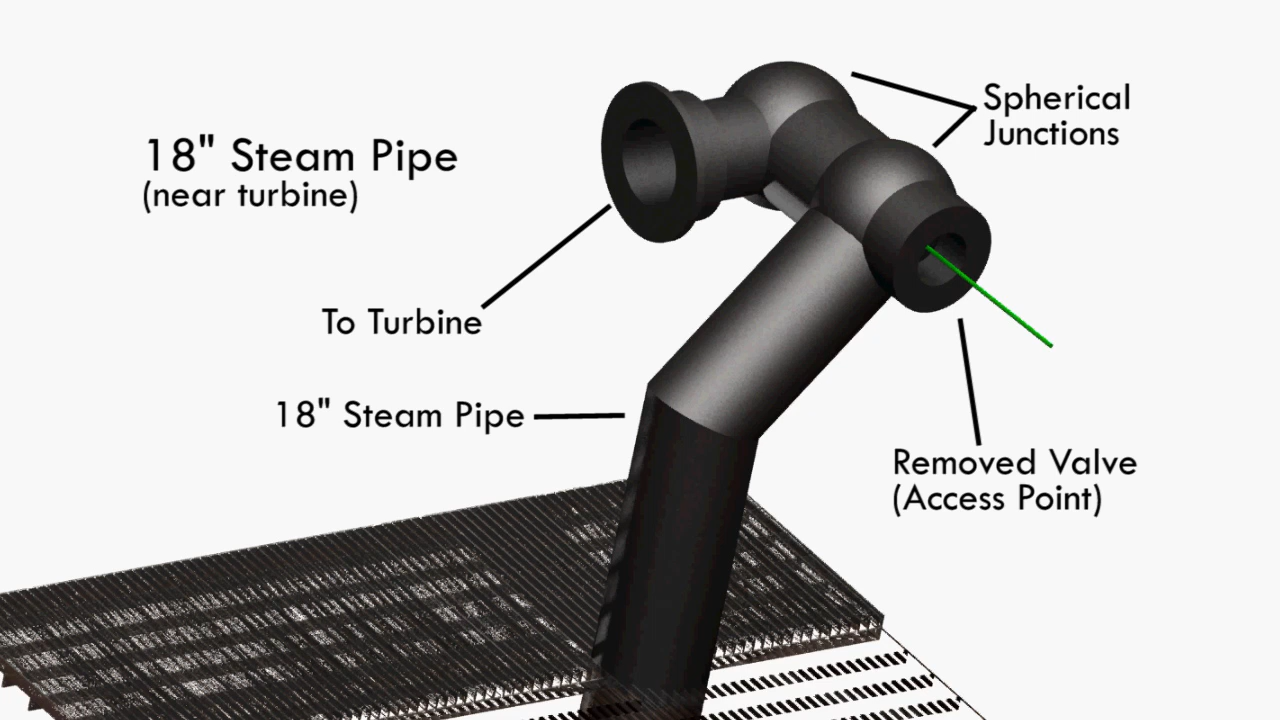 18" Steam Pipe
(near turbine)
Spherical
Junctions
To Turbine
18" Steam Pipe
Removed Valve
(Access Point)